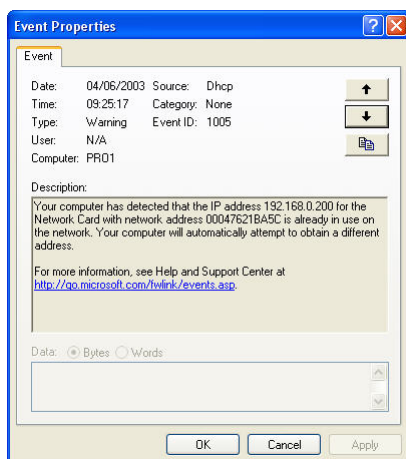 Event Properties
Event
Date: 04/06/2003 Source: Dhcp
Time: 09:25:17 Category: None
Type: Warning Event ID: 1005
User: N/A
Computer: PRO1
Description:
Your computer has detected that the IP address 192.168.0.200 for the
Network Card with network address 00047621BA5C is already in use on
the network. Your computer will automatically attempt to obtain a different
address.
For more information, see Help and Support Center at
http://go.microsoft.com/fwlink/events.asp.
Data: Bytes Words
OK Cancel Apply